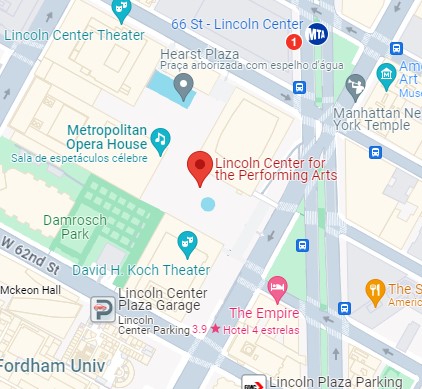 Lincoln Center Theater
66 St - Lincoln Center
MTA
1
Hearst Plaza
Praça arborizada com espelho d'água
Metropolitan
Opera House
Sala de espetáculos célebre
Manhattan Ne
York Temple
Ame
Art
Muse
Lincoln Center for
the Performing Arts
Damrosch
Park
W 62nd St
David H. Koch Theater
Mckeon Hall
Lincoln Center
Plaza Garage
Lincoln
Center Parking
P
The Empire
3.9 ★ Hotel 4 estrelas
The S
Americ
Fordham Univ
Lincoln Plaza Parking